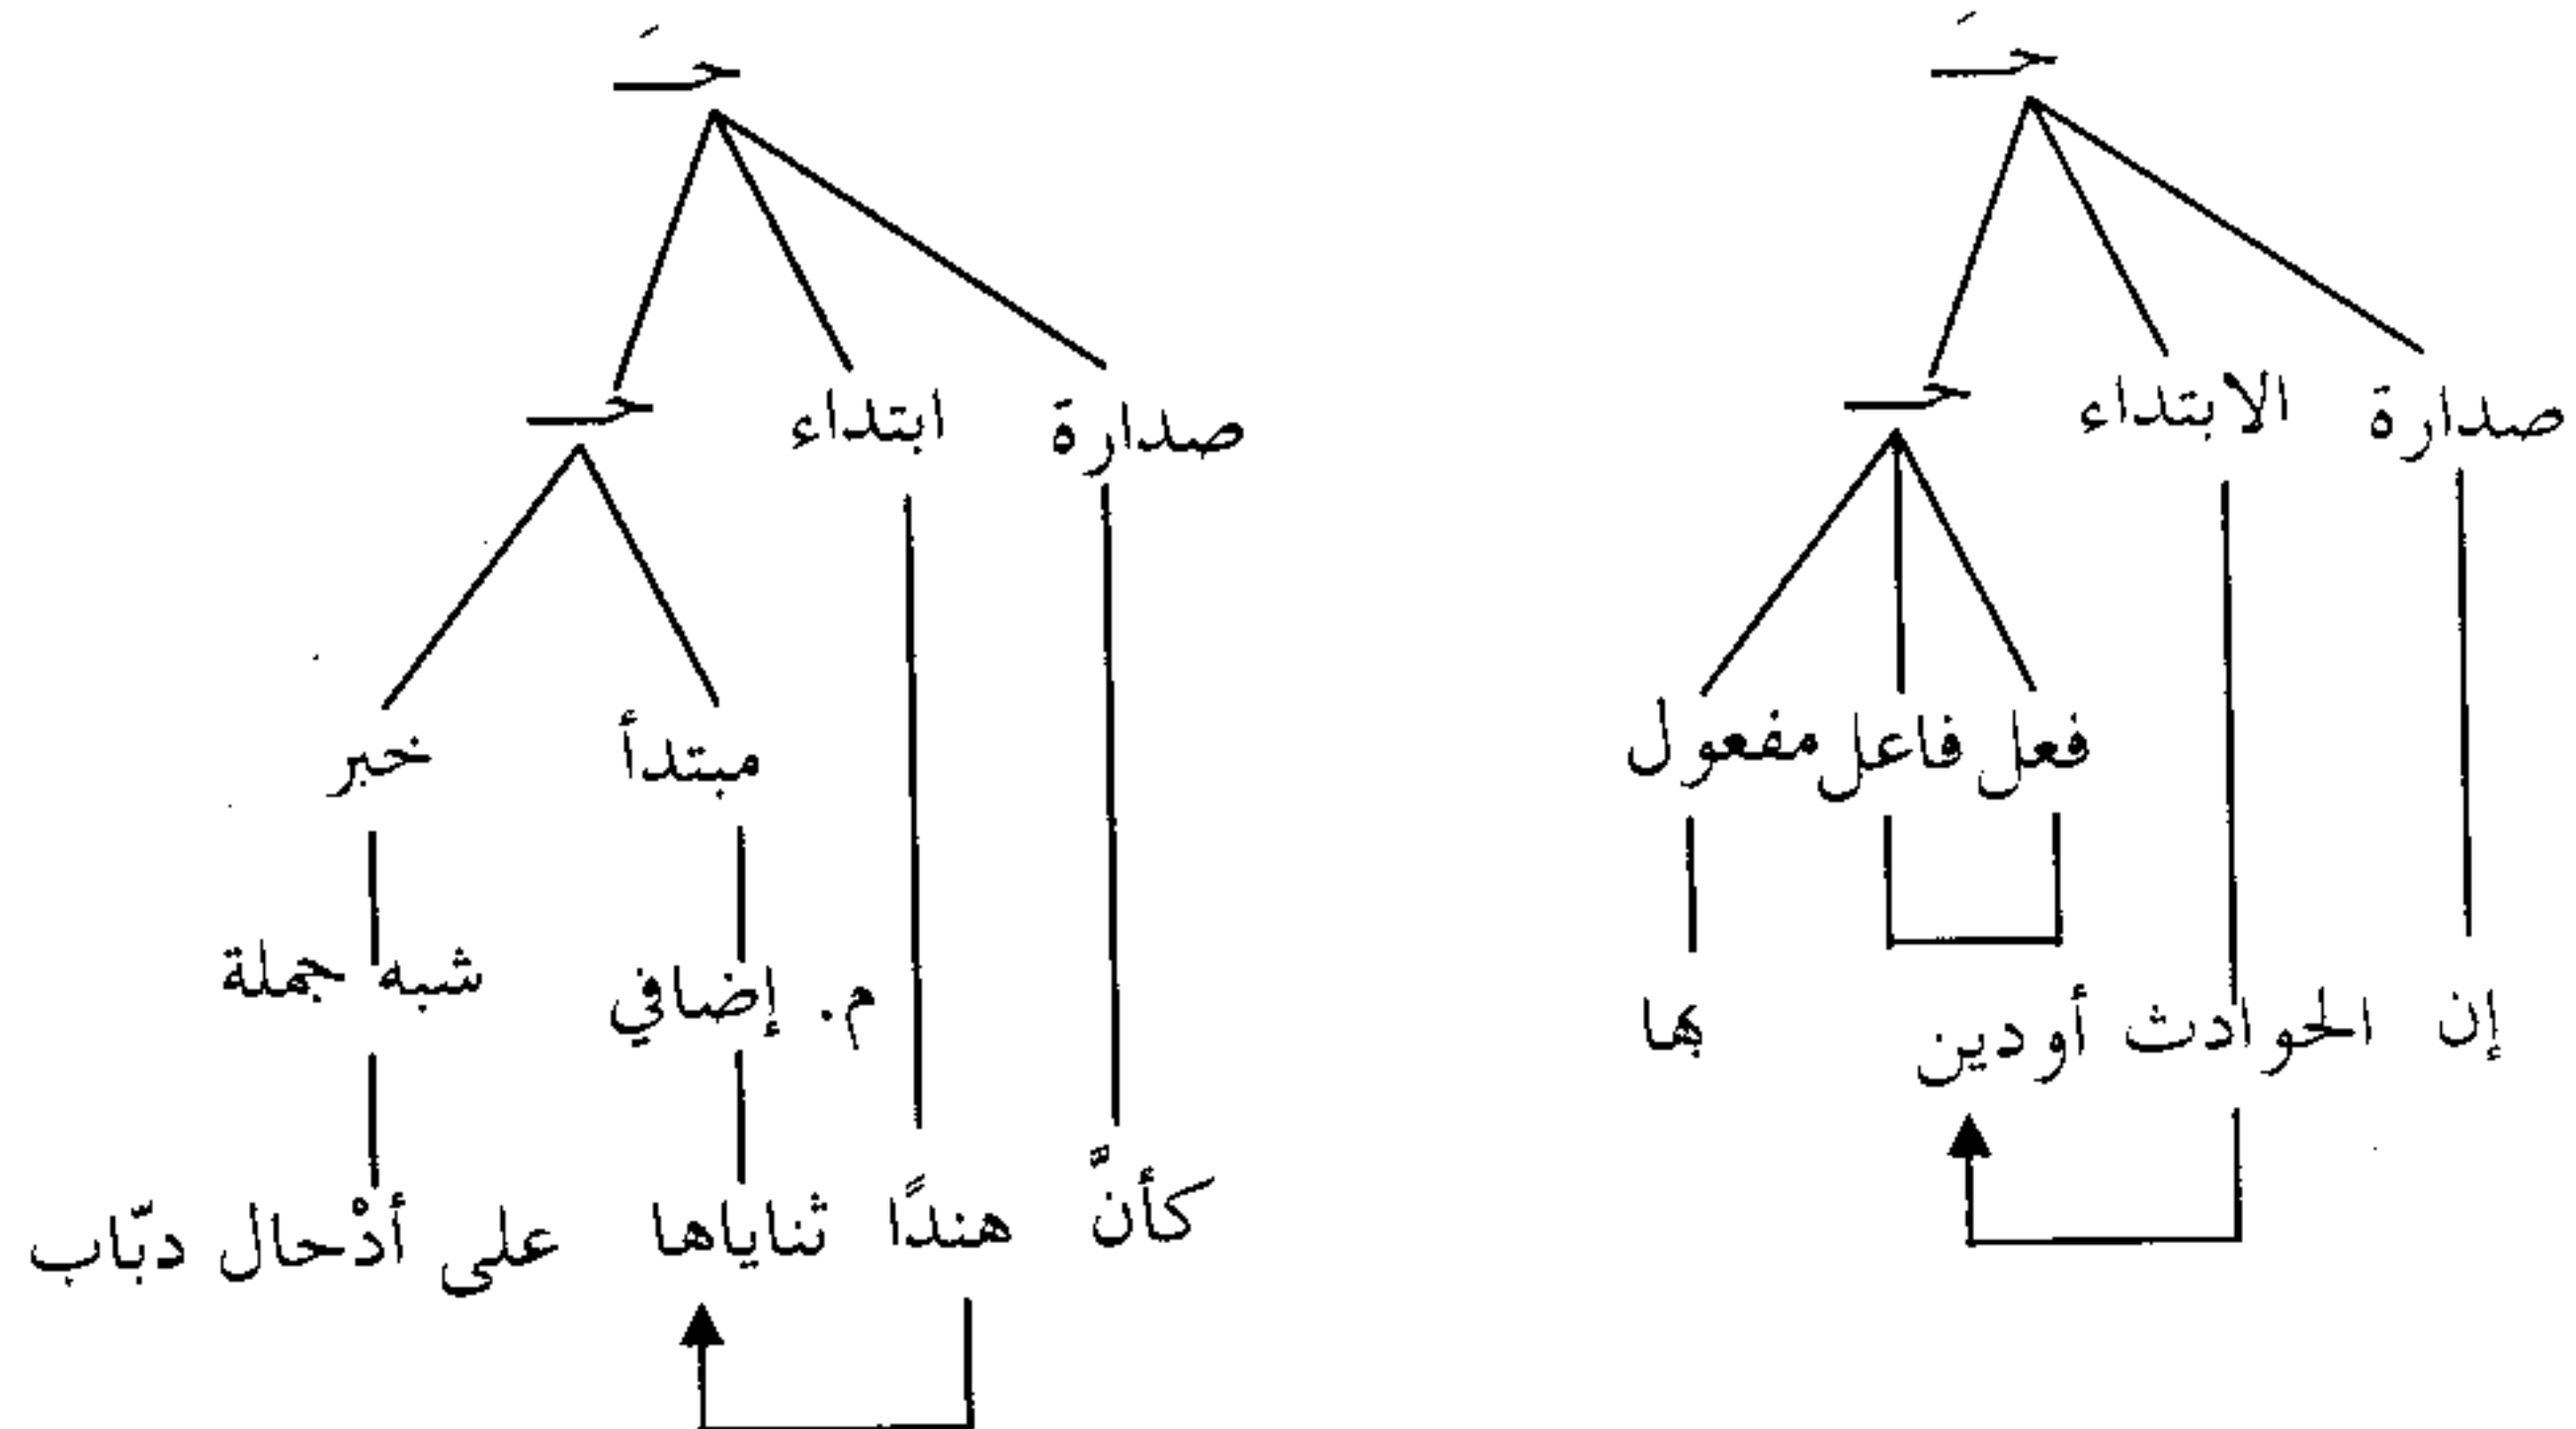 حـَ
حـَ
صدارة الابتداء حـ
صدارة ابتداء حـ
فعل فاعل مفعول
مبتدأ خبر
م. إضافي شبه جملة
إن الحوادث أودين بها
كأنَّ هندًا ثناياها على أدْحال دبّاب